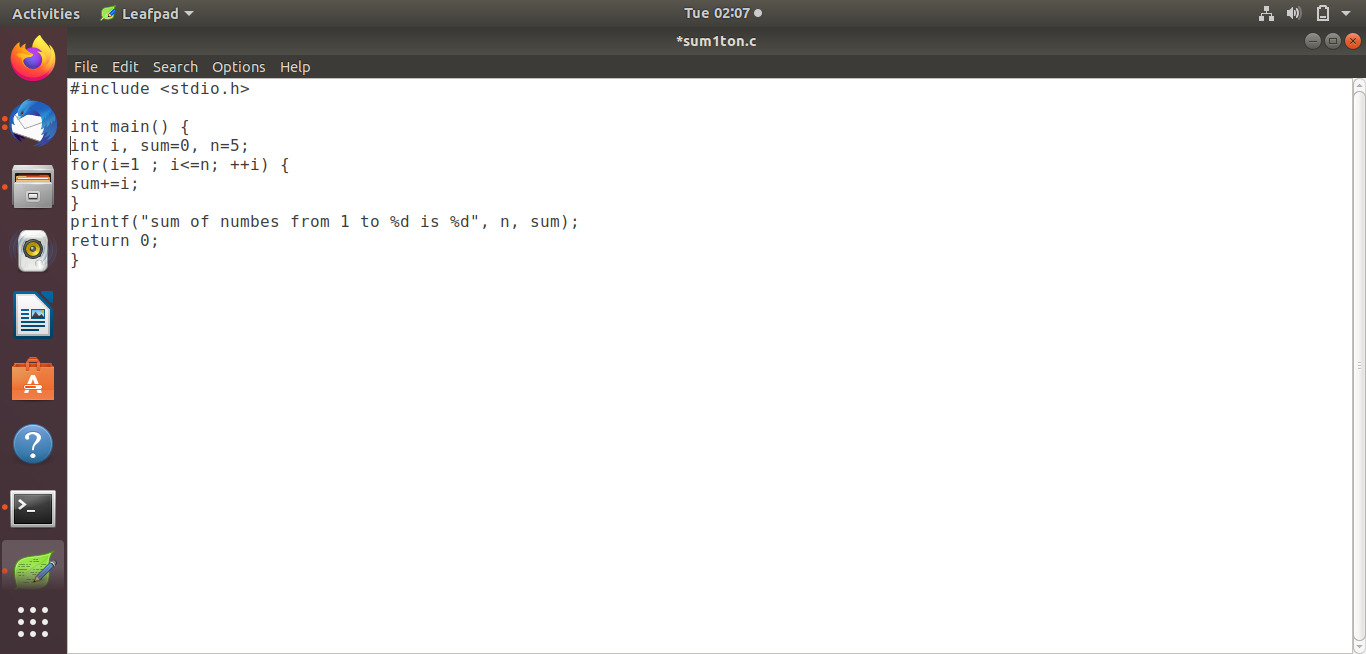 Activities Leafpad Tue 02:07
*sum1ton.c
File Edit Search Options Help
#include <stdio.h>
int main() {
int i, sum=0, n=5;
for(i=1 ; i<=n; ++i) {
sum+=i;
}
printf("sum of numbes from 1 to %d is %d", n, sum);
return 0;
}